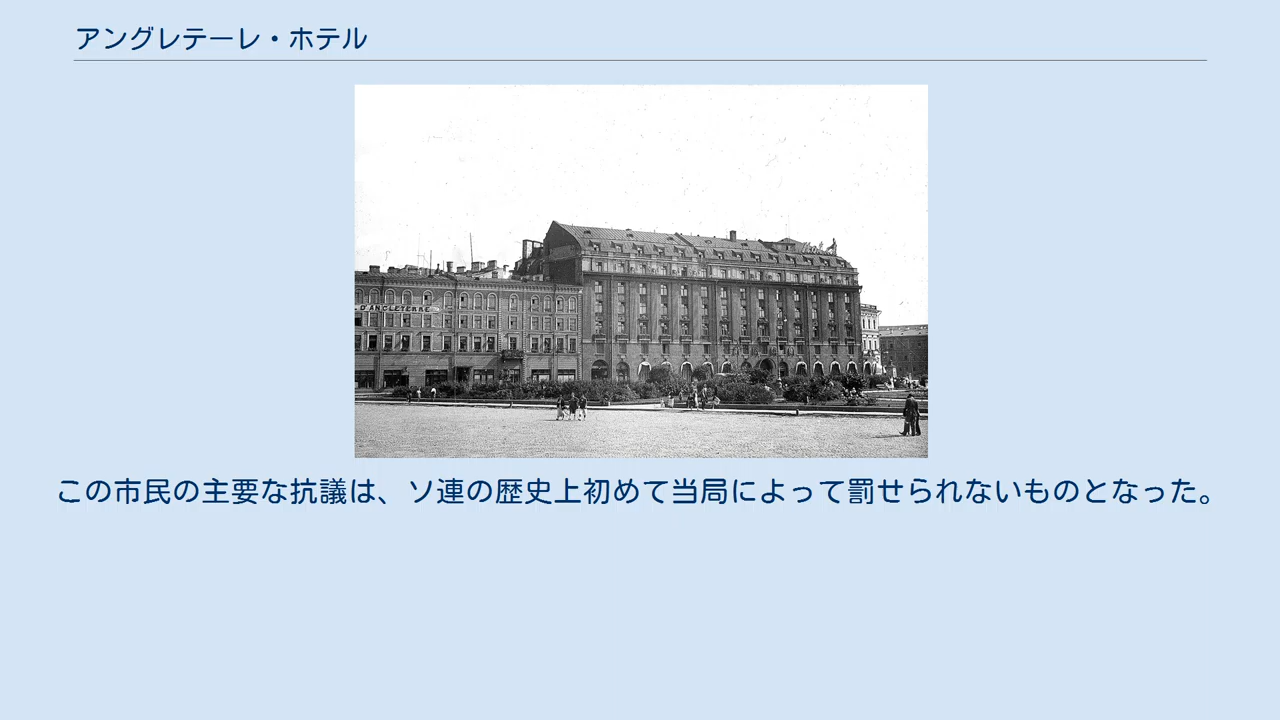 アングレテーレ・ホテル
D'ANGLETERRE
この市民の主要な抗議は、ソ連の歴史上初めて当局によって罰せられないものとなった。